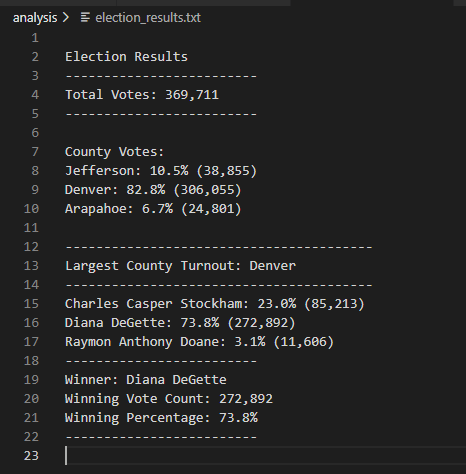 analysis > election_results.txt
1
2 Election Results
3 -------------------------
4 Total Votes: 369,711
5 -------------------------
6
7 County Votes:
8 Jefferson: 10.5% (38,855)
9 Denver: 82.8% (306,055)
10 Arapahoe: 6.7% (24,801)
11
12 ----------------------------------------
13 Largest County Turnout: Denver
14 ----------------------------------------
15 Charles Casper Stockham: 23.0% (85,213)
16 Diana DeGette: 73.8% (272,892)
17 Raymon Anthony Doane: 3.1% (11,606)
18 -------------------------
19 Winner: Diana DeGette
20 Winning Vote Count: 272,892
21 Winning Percentage: 73.8%
22 -------------------------
23